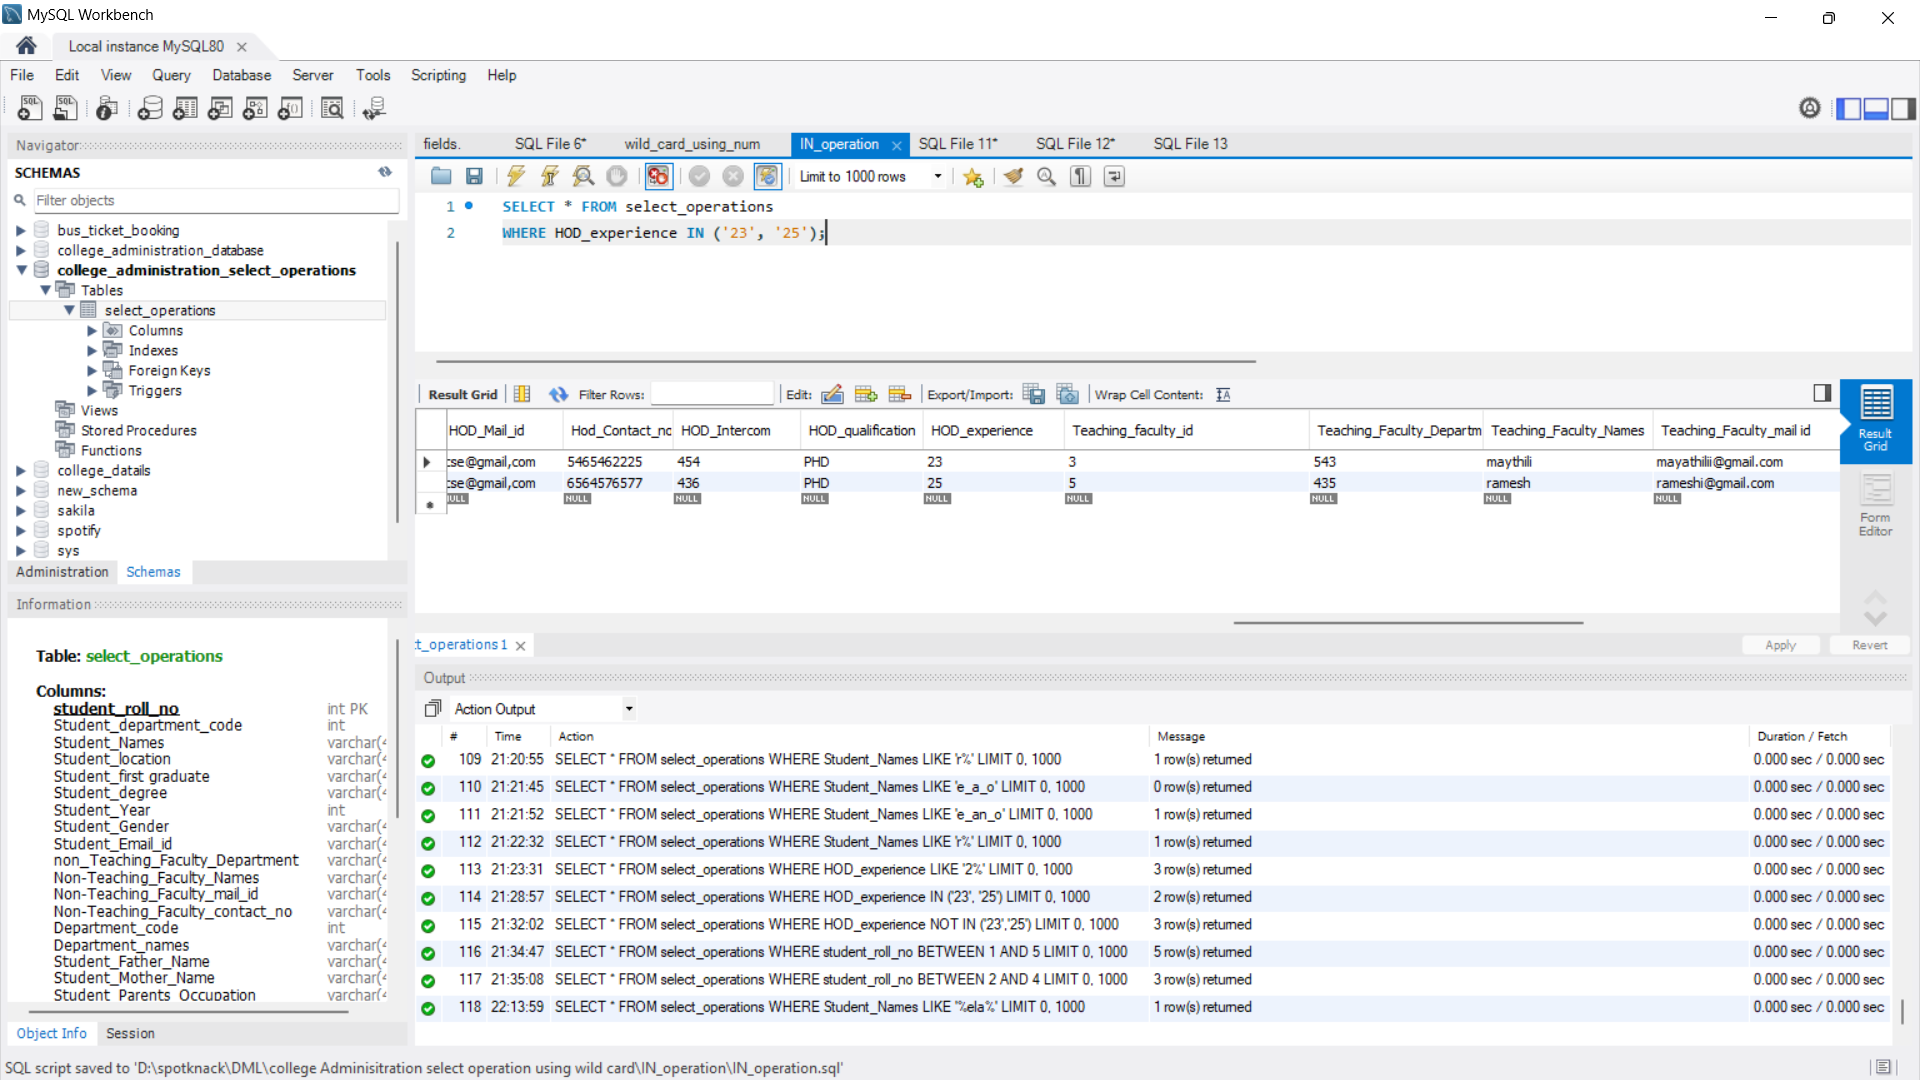 MySQL Workbench
Local instance MySQL80
File Edit View Query Database Server Tools Scripting Help
Navigator
SCHEMAS
Filter objects
bus_ticket_booking
college_administration_database
college_administration_select_operations
Tables
select_operations
Columns
Indexes
Foreign Keys
Triggers
Views
Stored Procedures
Functions
college_datails
new_schema
sakila
spotify
sys
Administration Schemas
Information
Table: select_operations
Columns:
student_roll_no int PK
Student_department_code int
Student_Names varchar(4
Student_location varchar(4
Student_first graduate varchar(4
Student_degree varchar(4
Student_Year int
Student_Gender varchar(4
Student_Email_id varchar(4
non_Teaching_Faculty_Department varchar(4
Non-Teaching_Faculty_Names varchar(4
Non-Teaching_Faculty_mail_id varchar(4
Non-Teaching_Faculty_contact_no varchar(4
Department_code int
Department_names varchar(4
Student_Father_Name varchar(4
Student_Mother_Name varchar(4
Student_Parents_Occupation varchar(4
Object Info Session
fields. SQL File 6* wild_card_using_num IN_operation SQL File 11* SQL File 12* SQL File 13
Limit to 1000 rows
1 SELECT * FROM select_operations
2 WHERE HOD_experience IN ('23', '25');
Result Grid Filter Rows: Edit: Export/Import: Wrap Cell Content:
HOD_Mail_id Hod_Contact_no HOD_Intercom HOD_qualification HOD_experience Teaching_faculty_id Teaching_Faculty_Departm Teaching_Faculty_Names Teaching_Faculty_mail id
cse@gmail,com 5465462225 454 PHD 23 3 543 maythili mayathilii@gmail.com
cse@gmail,com 6564576577 436 PHD 25 5 435 ramesh rameshi@gmail.com
NULL NULL NULL NULL NULL NULL NULL NULL NULL
Result Grid
Form Editor
t_operations 1
Apply Revert
Output
Action Output
# Time Action Message Duration / Fetch
109 21:20:55 SELECT * FROM select_operations WHERE Student_Names LIKE 'r%' LIMIT 0, 1000 1 row(s) returned 0.000 sec / 0.000 sec
110 21:21:45 SELECT * FROM select_operations WHERE Student_Names LIKE 'e_a_o' LIMIT 0, 1000 0 row(s) returned 0.000 sec / 0.000 sec
111 21:21:52 SELECT * FROM select_operations WHERE Student_Names LIKE 'e_an_o' LIMIT 0, 1000 1 row(s) returned 0.000 sec / 0.000 sec
112 21:22:32 SELECT * FROM select_operations WHERE Student_Names LIKE 'r%' LIMIT 0, 1000 1 row(s) returned 0.000 sec / 0.000 sec
113 21:23:31 SELECT * FROM select_operations WHERE HOD_experience LIKE '2%' LIMIT 0, 1000 3 row(s) returned 0.000 sec / 0.000 sec
114 21:28:57 SELECT * FROM select_operations WHERE HOD_experience IN ('23', '25') LIMIT 0, 1000 2 row(s) returned 0.000 sec / 0.000 sec
115 21:32:02 SELECT * FROM select_operations WHERE HOD_experience NOT IN ('23','25') LIMIT 0, 1000 3 row(s) returned 0.000 sec / 0.000 sec
116 21:34:47 SELECT * FROM select_operations WHERE student_roll_no BETWEEN 1 AND 5 LIMIT 0, 1000 5 row(s) returned 0.000 sec / 0.000 sec
117 21:35:08 SELECT * FROM select_operations WHERE student_roll_no BETWEEN 2 AND 4 LIMIT 0, 1000 3 row(s) returned 0.000 sec / 0.000 sec
118 22:13:59 SELECT * FROM select_operations WHERE Student_Names LIKE '%ela%' LIMIT 0, 1000 1 row(s) returned 0.000 sec / 0.000 sec
SQL script saved to 'D:\spotknack\DML\college Adminisitration select operation using wild card\IN_operation\IN_operation.sql'